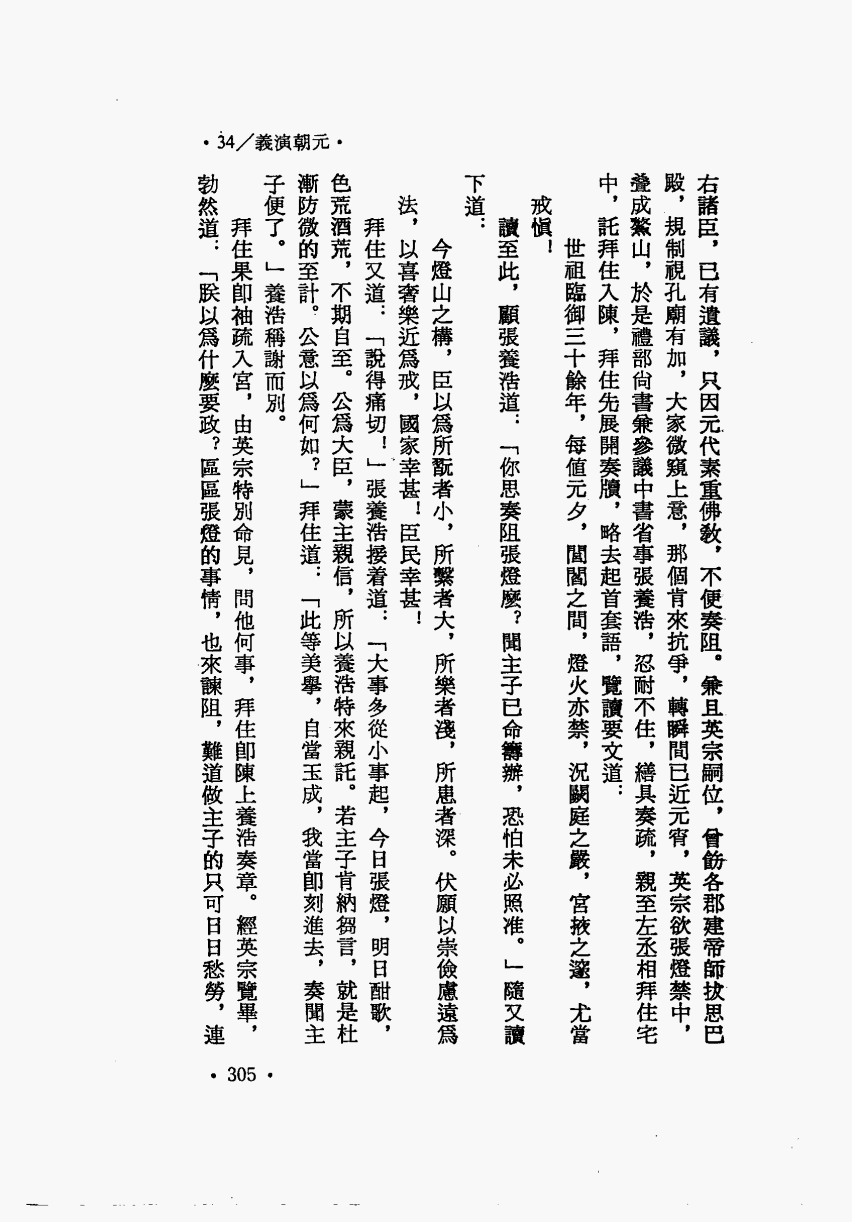 •34／義演朝元•
右諸臣，已有遺議，只因元代素重佛教，不便奏阻。兼且英宗嗣位，曾飭各郡建帝師拔思巴
殿，規制視孔廟有加，大家微窺上意，那個肯來抗爭，轉瞬間已近元宵，英宗欲張燈禁中，
疊成鰲山，於是禮部尙書兼參議中書省事張養浩，忍耐不住，繕具奏疏，親至左丞相拜住宅
中，託拜住入陳，拜住先展開奏牘，略去起首套語，覽讀要文道：
世祖臨御三十餘年，每值元夕，閭閻之間，燈火亦禁，況闕庭之嚴，宮掖之邃，尤當
戒愼！
讀至此，顧張養浩道：「你思奏阻張燈麽？聞主子已命籌辦，恐怕未必照准。」隨又讀
下道：
今燈山之構，臣以爲所翫者小，所繫者大，所樂者淺，所患者深。伏願以崇儉慮遠爲
法，以喜奢樂近爲戒，國家幸甚！臣民幸甚！
拜住又道：「說得痛切！」張養浩接着道：「大事多從小事起，今日張燈，明日酣歌，
色荒酒荒，不期自至。公爲大臣，蒙主親信，所以養浩特來親託。若主子肯納芻言，就是杜
漸防微的至計。公意以爲何如？」拜住道：「此等美擧，自當玉成，我當卽刻進去，奏聞主
子便了。」養浩稱謝而別。
拜住果卽袖疏入宮，由英宗特別命見，問他何事，拜住卽陳上養浩奏章。經英宗覽畢，
勃然道：「朕以爲什麽要政？區區張燈的事情，也來諫阻，難道做主子的只可日日愁勞，連
•305•